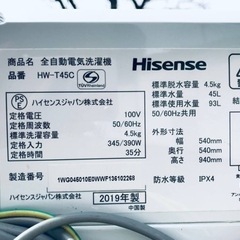 商品名 全自動電気洗濯機
品番 HW-T45C
Hisense
PS E
ハイセンスジャパン株式会社
定格電圧 100V
定格周波数 50/60Hz
定格水量 45L
定格消費電力 345/390W
定格時間 35分
標準脱水容量 4.5kg
標準洗濯容量 4.5kg
標準水量 45L
標準使用水量 93L
50/60Hz共用
外形寸法
幅 540mm
奥行 540mm
高さ 940mm
1WG045010E0WWF136102268
防水等級 IPX4
ハイセンスジャパン株式会社
2019年製
中国製